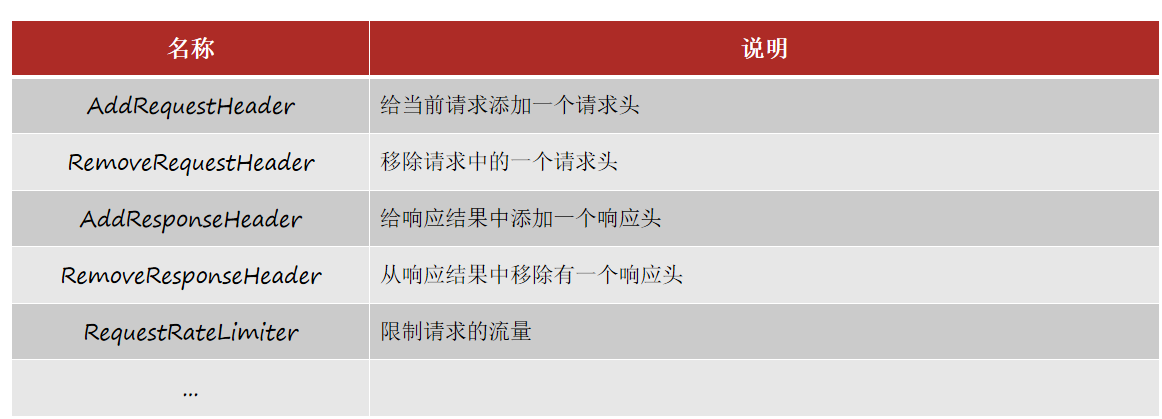 名称 说明
AddRequestHeader 给当前请求添加一个请求头
RemoveRequestHeader 移除请求中的一个请求头
AddResponseHeader 给响应结果中添加一个响应头
RemoveResponseHeader 从响应结果中移除有一个响应头
RequestRateLimiter 限制请求的流量
...